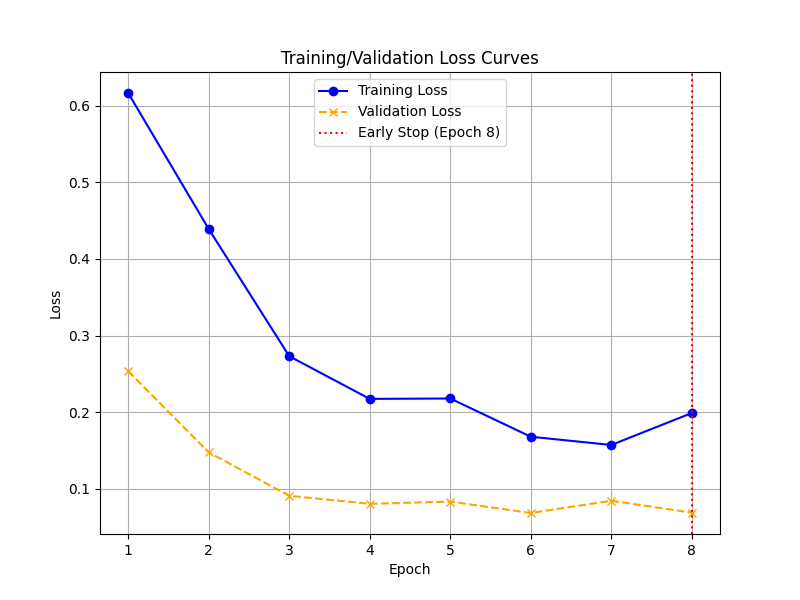 Training/Validation Loss Curves
Training Loss
Validation Loss
Early Stop (Epoch 8)
0.6
0.5
0.4
0.3
0.2
0.1
Loss
1 2 3 4 5 6 7 8
Epoch